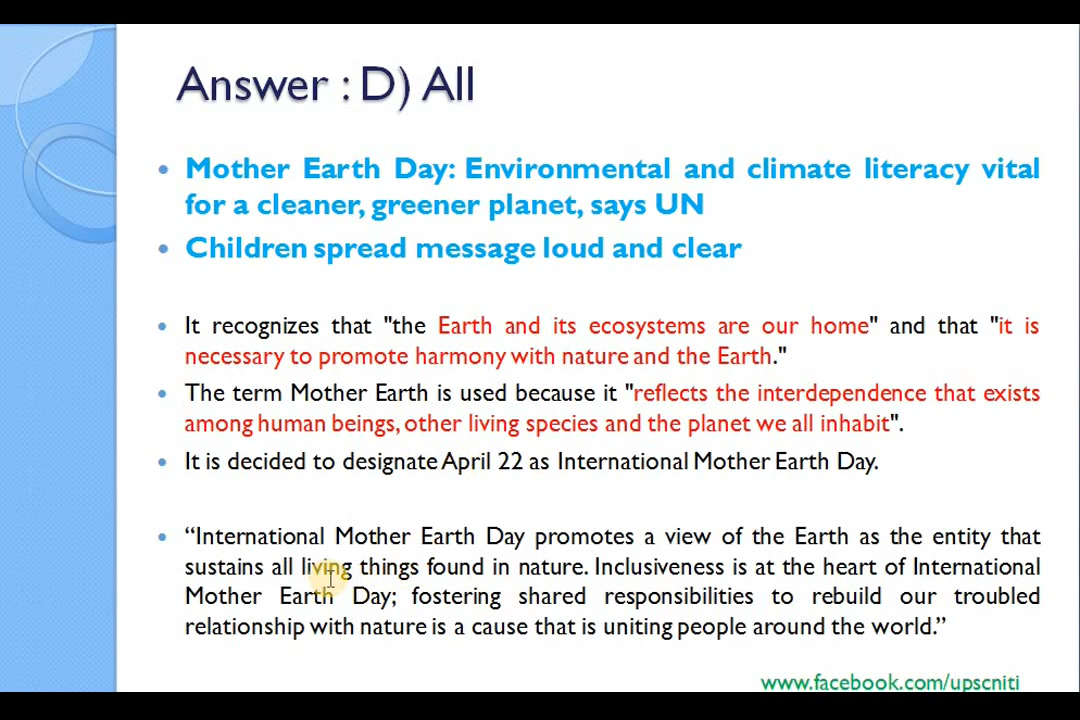 Answer : D) All
• Mother Earth Day: Environmental and climate literacy vital
for a cleaner, greener planet, says UN
• Children spread message loud and clear
• It recognizes that "the Earth and its ecosystems are our home" and that "it is
necessary to promote harmony with nature and the Earth."
• The term Mother Earth is used because it "reflects the interdependence that exists
among human beings, other living species and the planet we all inhabit".
• It is decided to designate April 22 as International Mother Earth Day.
• “International Mother Earth Day promotes a view of the Earth as the entity that
sustains all living things found in nature. Inclusiveness is at the heart of International
Mother Earth Day; fostering shared responsibilities to rebuild our troubled
relationship with nature is a cause that is uniting people around the world.”
www.facebook.com/upscniti